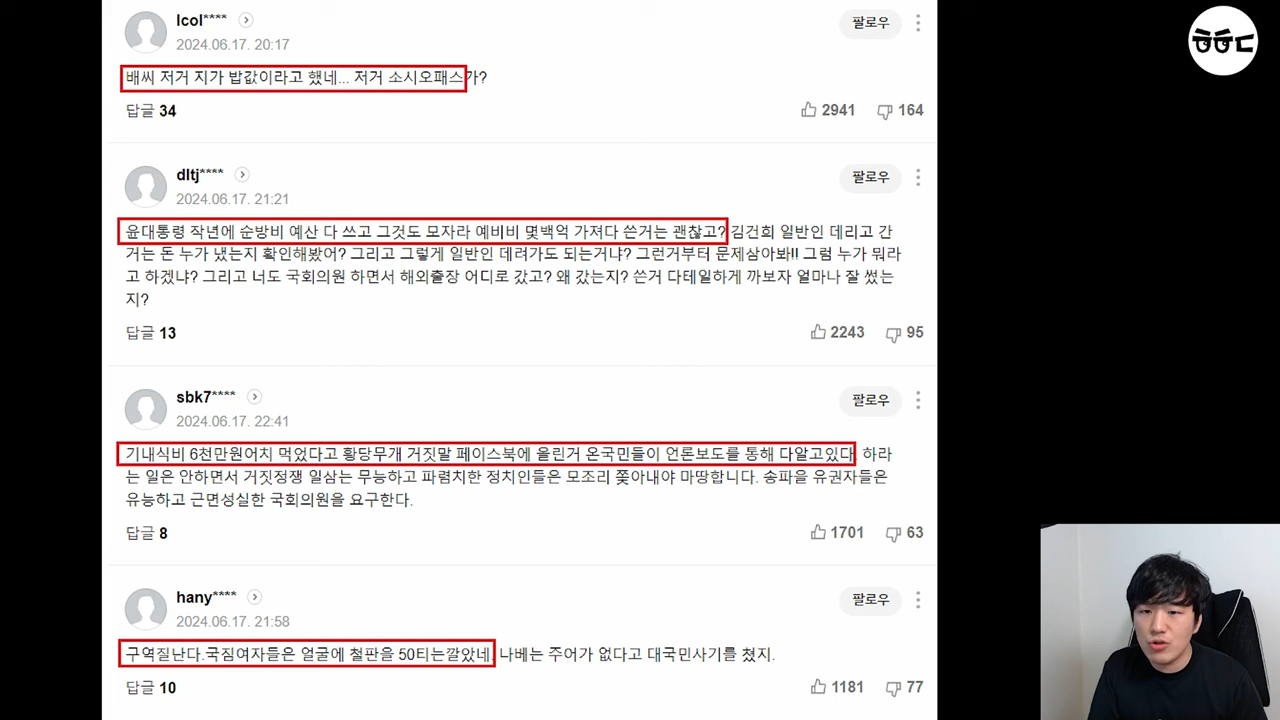 lcol****
2024.06.17. 20:17
팔로우
배씨 저거 지가 밥값이라고 했네... 저거 소시오패스가?
답글 34
2941 164
dltj****
2024.06.17. 21:21
팔로우
윤대통령 작년에 순방비 예산 다 쓰고 그것도 모자라 예비비 몇백억 가져다 쓴거는 괜찮고? 김건희 일반인 데리고 간
거는 돈 누가 냈는지 확인해봤어? 그리고 그렇게 일반인 데려가도 되는거냐? 그런거부터 문제삼아봐!! 그럼 누가 뭐라
고 하겠냐? 그리고 너도 국회의원 하면서 해외출장 어디로 갔고? 왜 갔는지? 쓴거 다테일하게 까보자 얼마나 잘 썼는
지?
답글 13
2243 95
sbk7****
2024.06.17. 22:41
팔로우
기내식비 6천만원어치 먹었다고 황당무개 거짓말 페이스북에 올린거 온국민들이 언론보도를 통해 다알고있다. 하라
는 일은 안하면서 거짓정쟁 일삼는 무능하고 파렴치한 정치인들은 모조리 쫓아내야 마땅합니다. 송파을 유권자들은
유능하고 근면성실한 국회의원을 요구한다.
답글 8
1701 63
hany****
2024.06.17. 21:58
팔로우
구역질난다.국짐여자들은 얼굴에 철판을 50티는깔았네. 나베는 주어가 없다고 대국민사기를 쳤지.
답글 10
1181 77